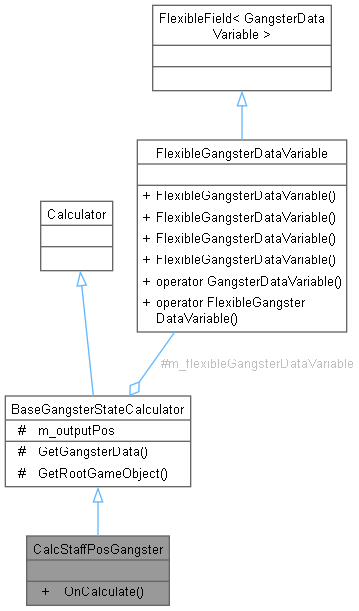 FlexibleField< GangsterData
Variable >
FlexibleGangsterDataVariable
+ FlexibleGangsterDataVariable()
+ FlexibleGangsterDataVariable()
+ FlexibleGangsterDataVariable()
+ FlexibleGangsterDataVariable()
+ operator GangsterDataVariable()
+ operator FlexibleGangster
DataVariable()
Calculator
#m_flexibleGangsterDataVariable
BaseGangsterStateCalculator
# m_outputPos
# GetGangsterData()
# GetRootGameObject()
CalcStaffPosGangster
+ OnCalculate()